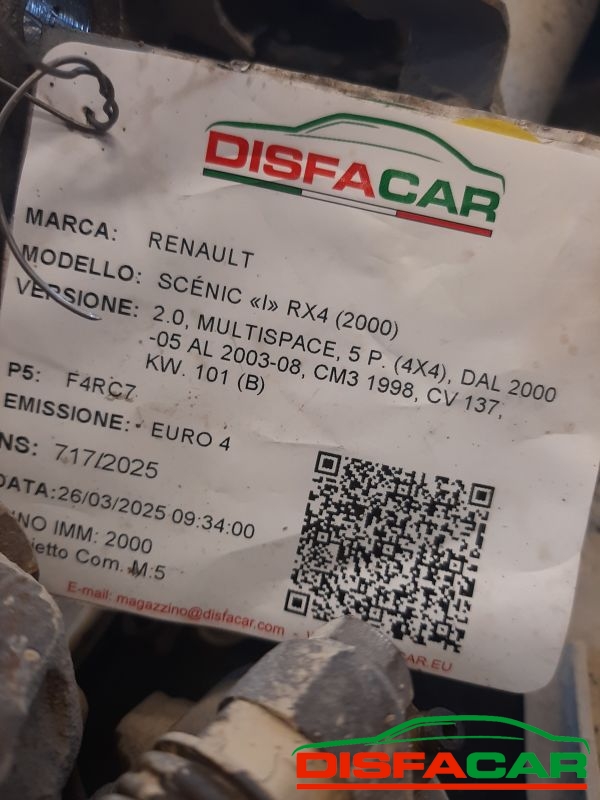 DISFACAR
MARCA: RENAULT
MODELLO: SCÉNIC «I» RX4 (2000)
VERSIONE: 2.0, MULTISPACE, 5 P. (4X4), DAL 2000
-05 AL 2003-08, CM3 1998, CV 137,
KW. 101 (B)
P5: F4RC7
EMISSIONE: EURO 4
NS: 717/2025
DATA:26/03/2025 09:34:00
NO IMM: 2000
ietto Com. M:5
E-mail: magazzino@disfacar.com - CAR.EU
DISFACAR